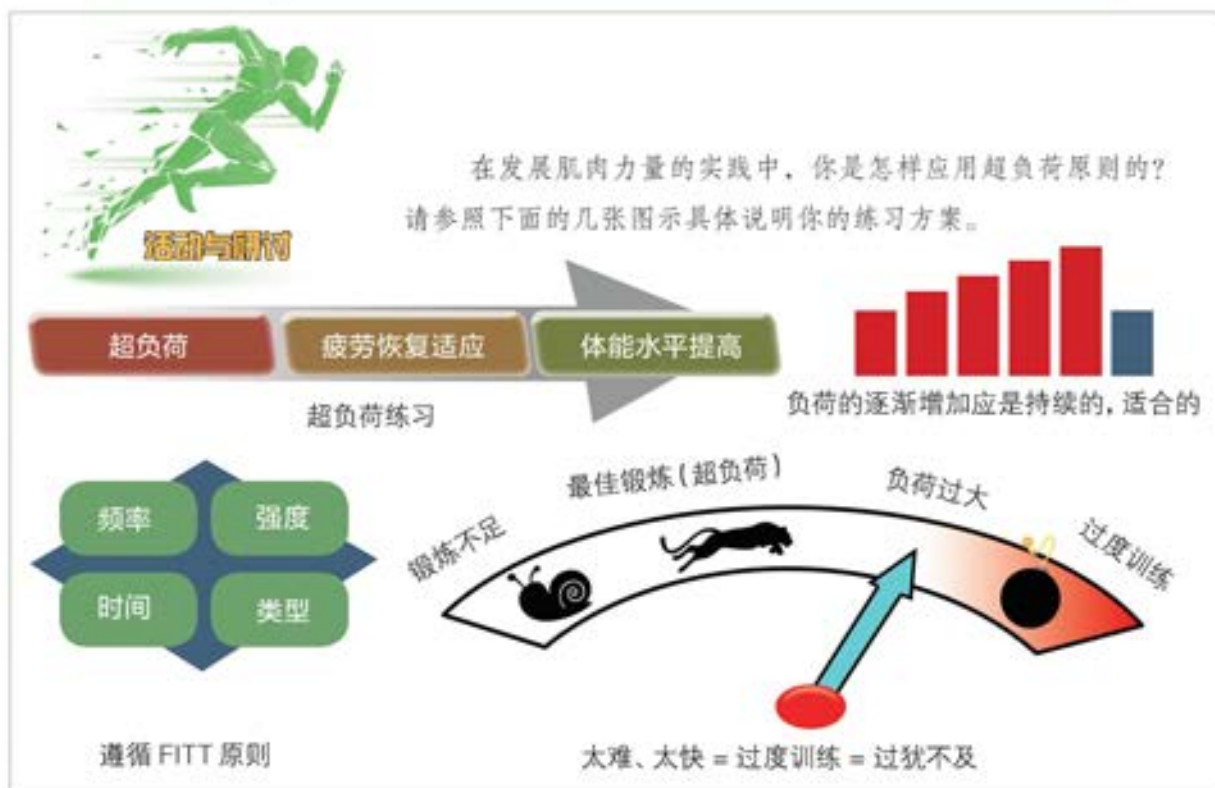 在发展肌肉力量的实践中，你是怎样应用超负荷原则的？
请参照下面的几张图示具体说明你的练习方案。
活动与研讨
超负荷
疲劳恢复适应
体能水平提高
超负荷练习
负荷的逐渐增加应是持续的，适合的
频率
强度
时间
类型
遵循 FITT 原则
锻炼不足
最佳锻炼（超负荷）
负荷过大
过度训练
太难、太快 = 过度训练 = 过犹不及